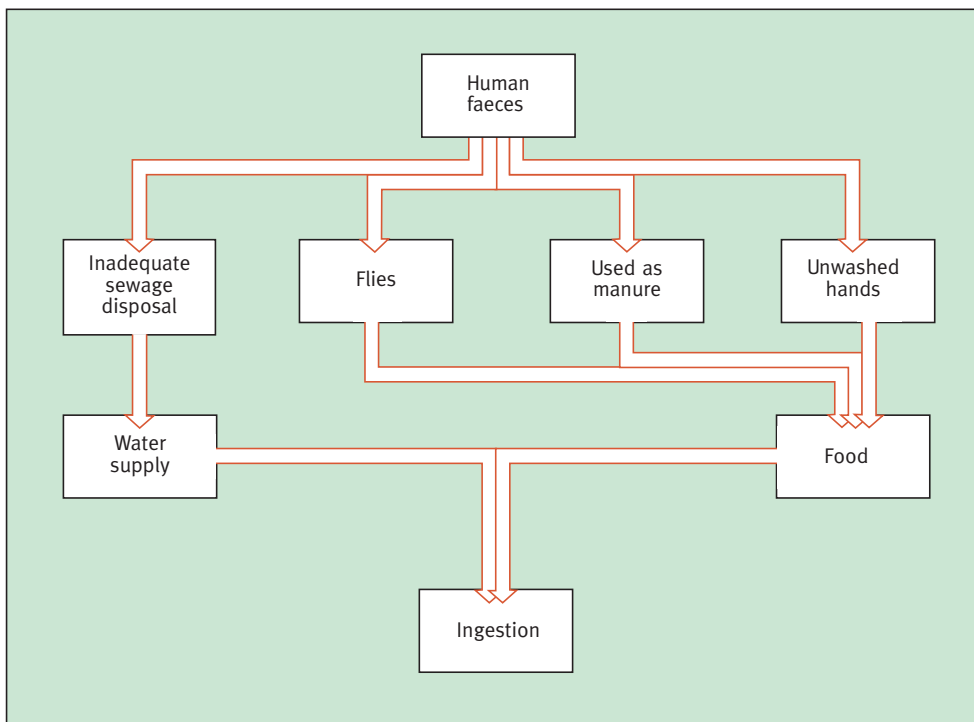 Human
faeces
Inadequate
sewage
disposal
Flies
Used as
manure
Unwashed
hands
Water
supply
Food
Ingestion